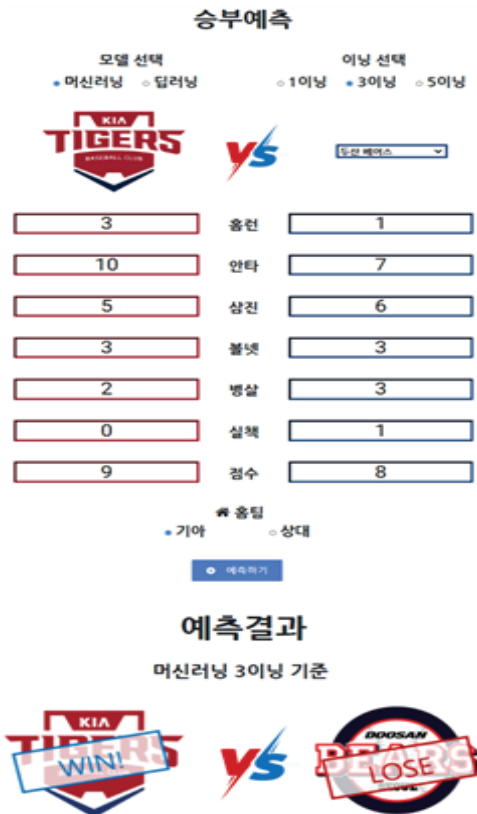 승부예측
모델 선택 이닝 선택
머신러닝 딥러닝 1이닝 3이닝 5이닝
KIA
TIGERS
BASEBALL CLUB
VS
두산 베어스
3 홈런 1
10 안타 7
5 삼진 6
3 볼넷 3
2 병살 3
0 실책 1
9 점수 8
홈팀
기아 상대
예측하기
예측결과
머신러닝 3이닝 기준
KIA
TIGERS
WIN!
VS
DOOSAN
BEARS
LOSE